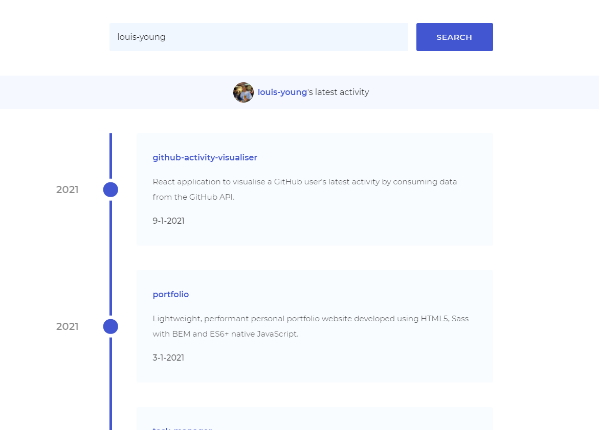 louis-young
SEARCH
louis-young's latest activity
github-activity-visualiser
React application to visualise a GitHub user's latest activity by consuming data
from the GitHub API.
2021
9-1-2021
portfolio
Lightweight, performant personal portfolio website developed using HTML5, Sass
with BEM and ES6+ native JavaScript.
2021
3-1-2021